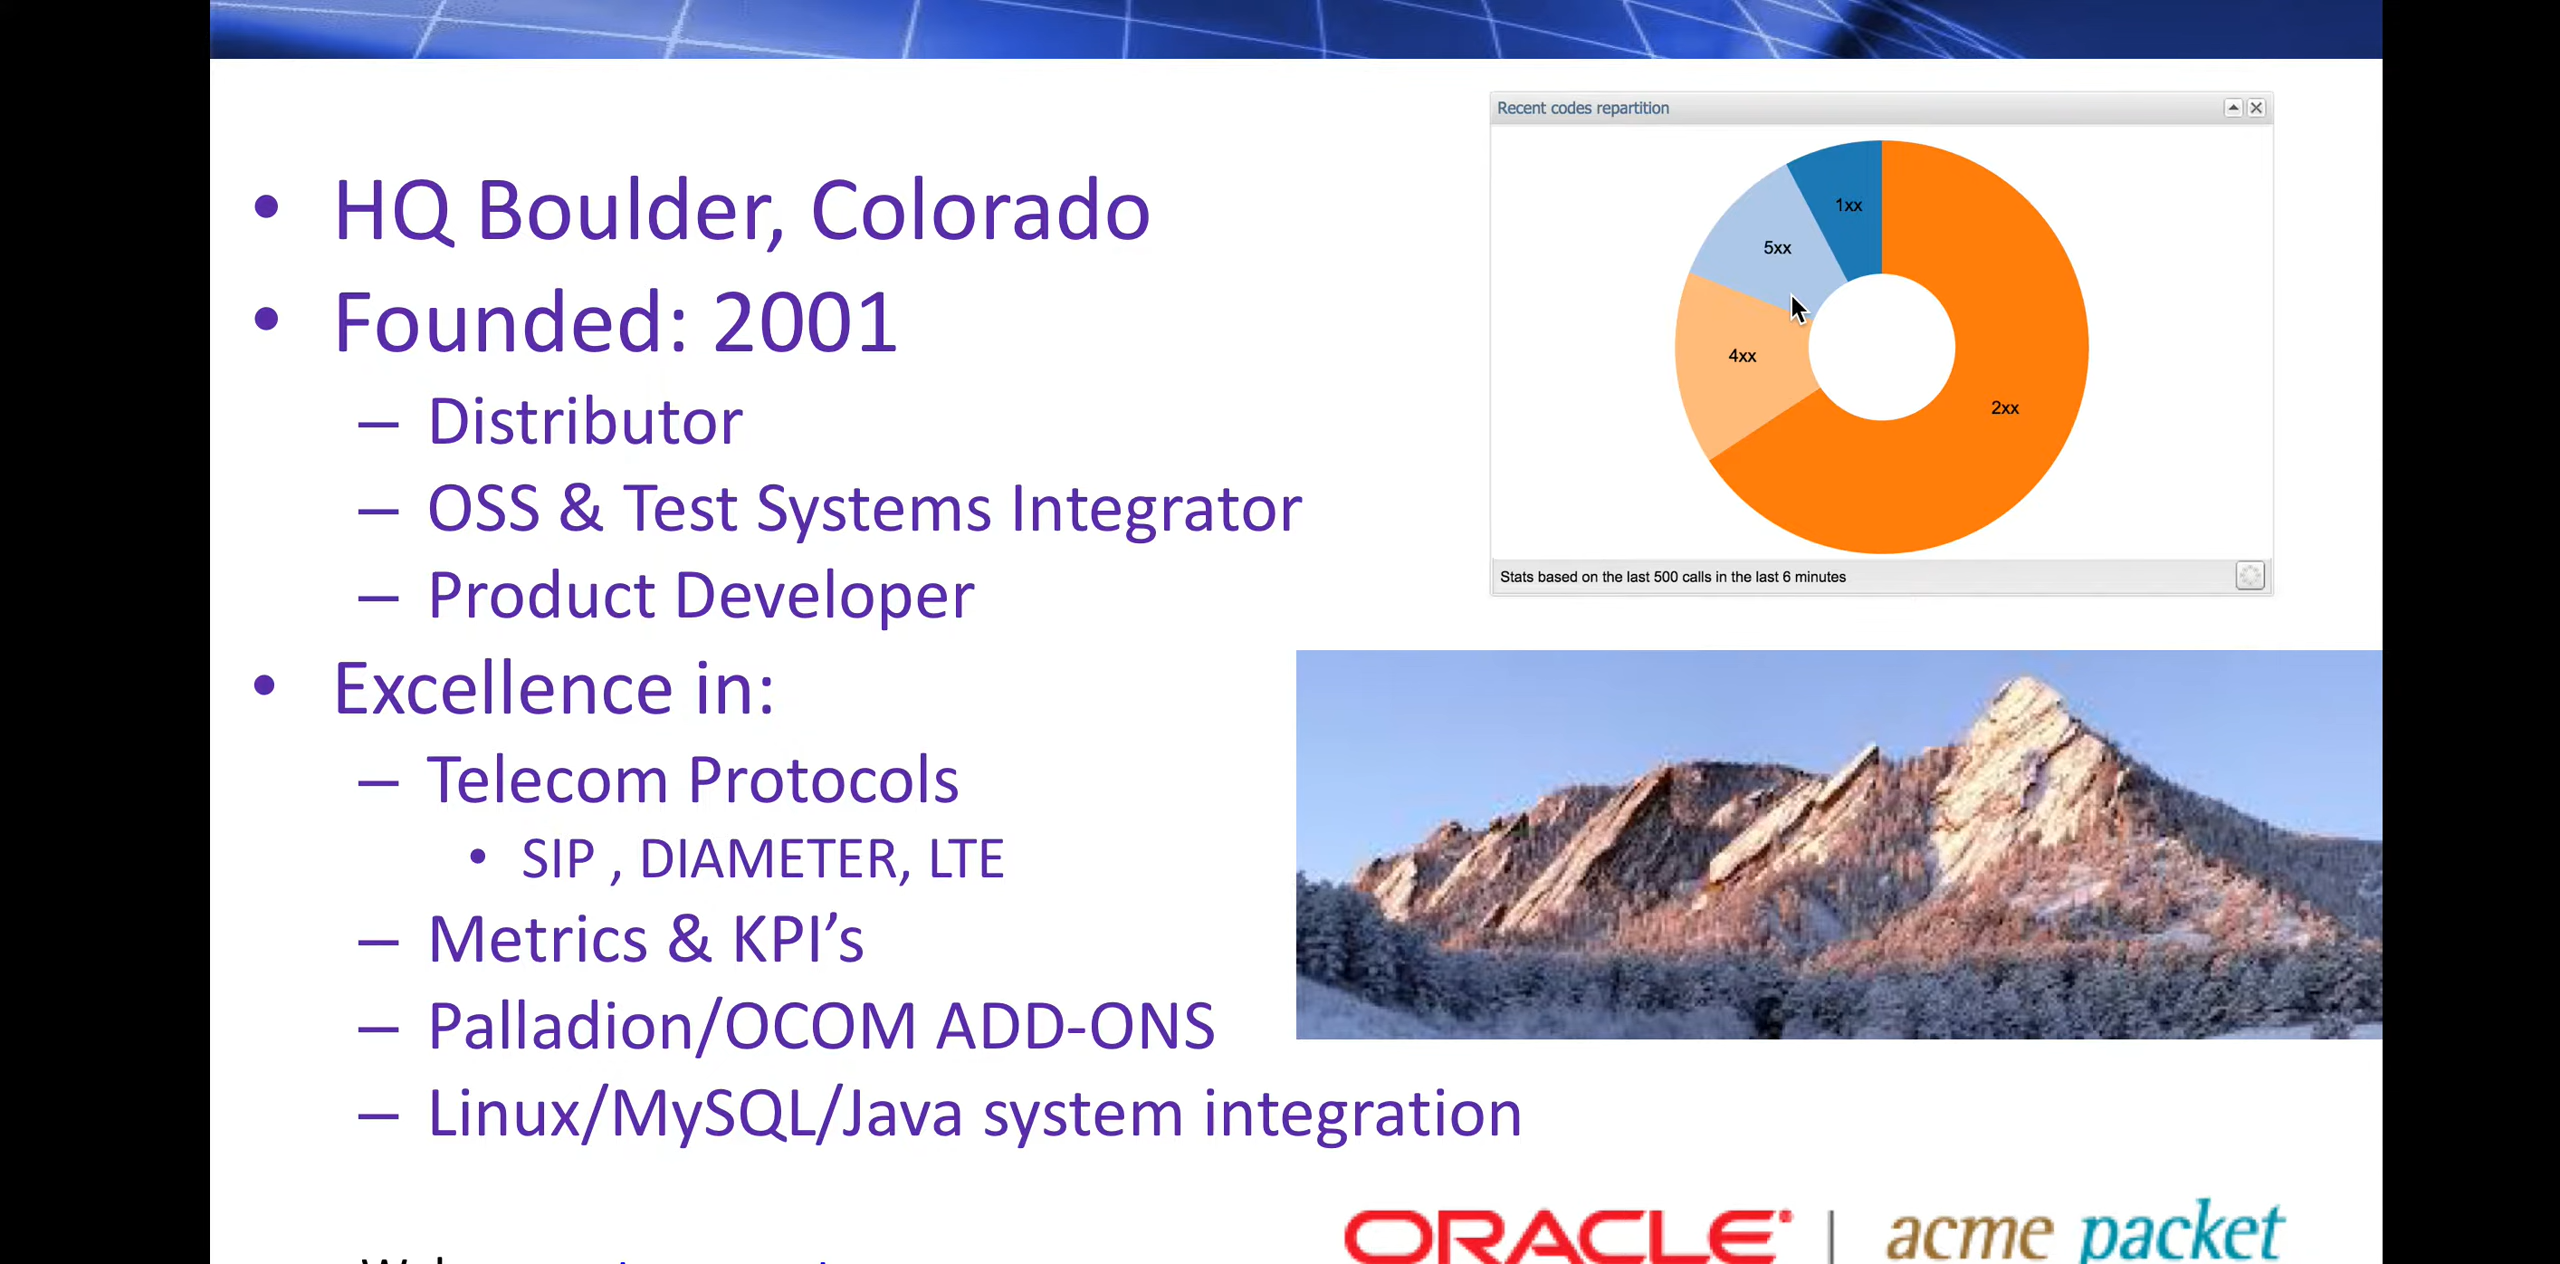 • HQ Boulder, Colorado
• Founded: 2001
– Distributor
– OSS & Test Systems Integrator
– Product Developer
• Excellence in:
– Telecom Protocols
• SIP , DIAMETER, LTE
– Metrics & KPI’s
– Palladion/OCOM ADD-ONS
– Linux/MySQL/Java system integration
Recent codes repartition
1xx
5xx
4xx
2xx
Stats based on the last 500 calls in the last 6 minutes
ORACLE® | acme packet